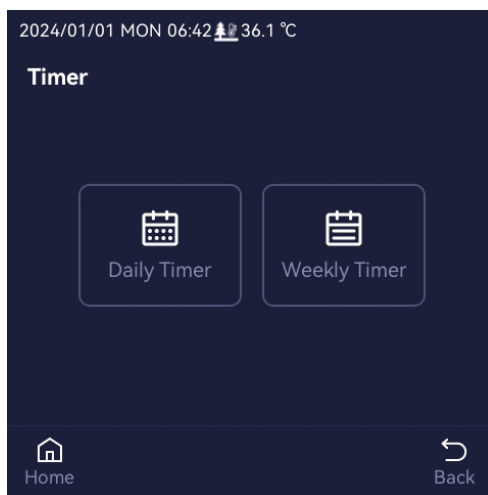 2024/01/01 MON 06:42 36.1 ℃
Timer
Daily Timer
Weekly Timer
Home
Back